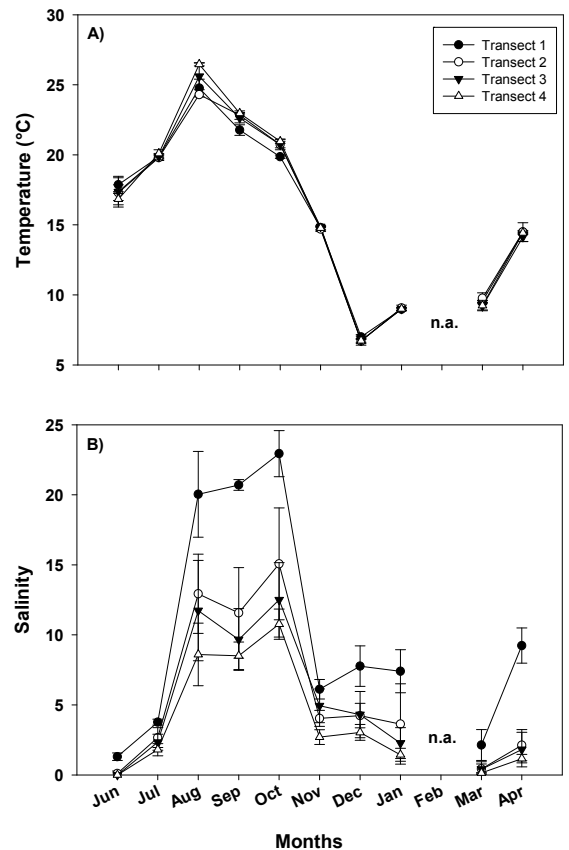 30
A)
Transect 1
Transect 2
Transect 3
Transect 4
25
20
15
10
5
Temperature (°C)
n.a.
25
B)
20
15
10
5
0
Salinity
n.a.
Jun Jul Aug Sep Oct Nov Dec Jan Feb Mar Apr
Months